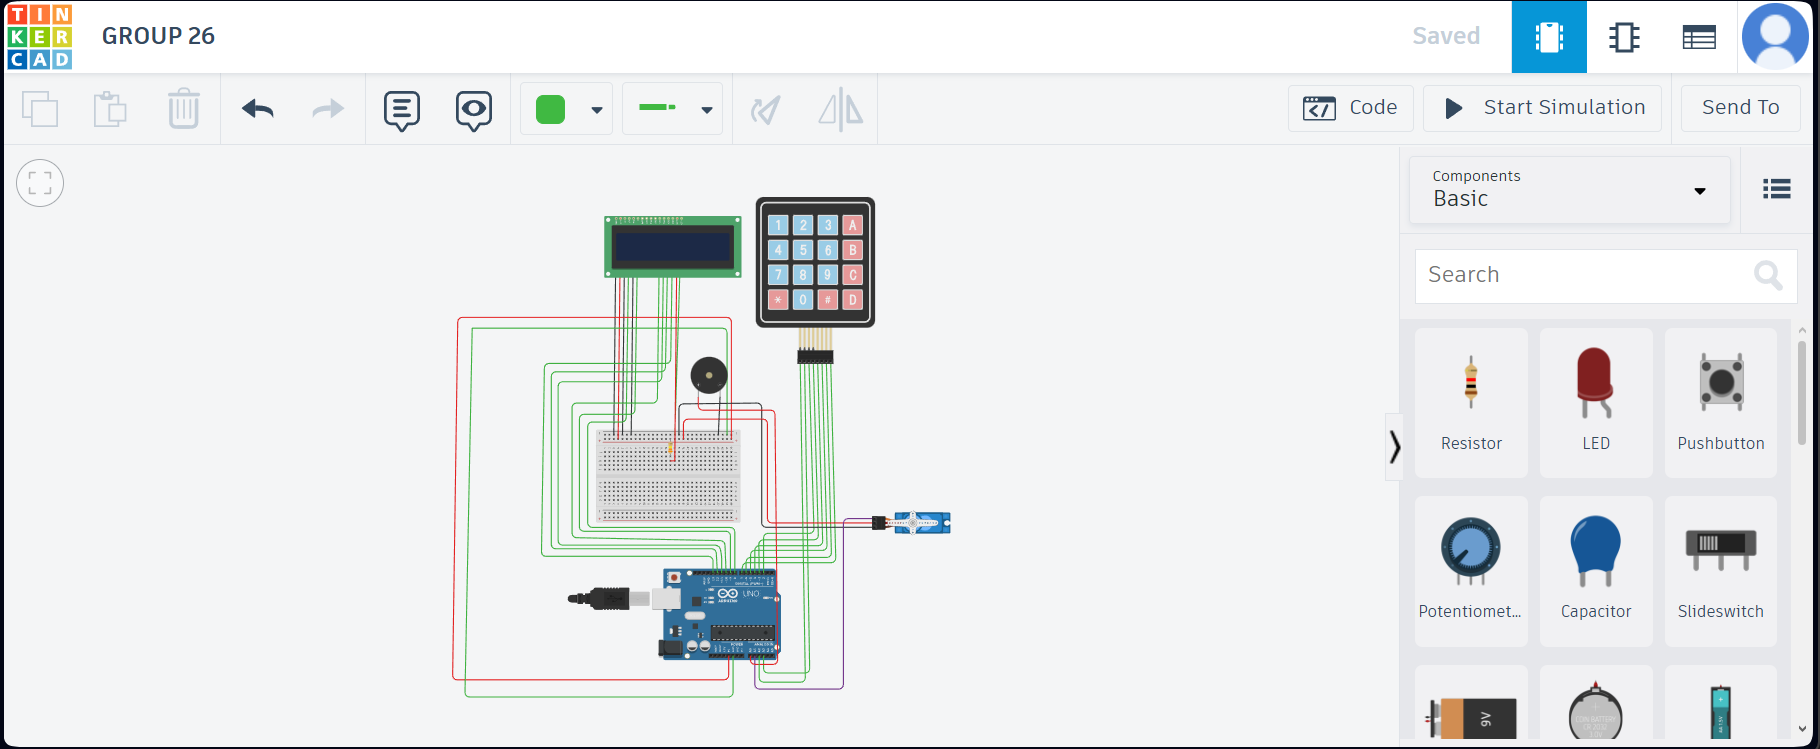 TIN
KER
CAD
GROUP 26
Saved
Code
Start Simulation
Send To
Components
Basic
Search
1 2 3 A
4 5 6 B
7 8 9 C
* 0 # D
Resistor
LED
Pushbutton
Potentiomet...
Capacitor
Slideswitch
UNO
ARDUINO
9V